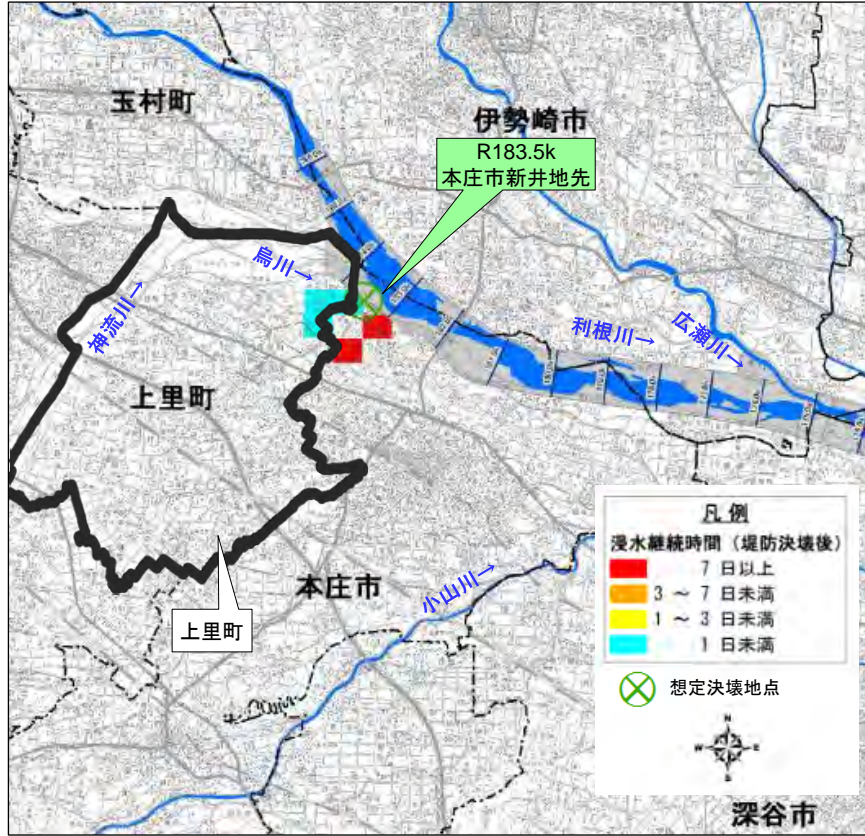 玉村町
伊勢崎市
R183.5k
本庄市新井地先
烏川→
神流川→
利根川→
広瀬川→
上里町
凡例
浸水継続時間（堤防決壊後）
7 日以上
3 ～ 7 日未満
1 ～ 3 日未満
1 日未満
本庄市
小山川→
上里町
想定決壊地点
N
W
E
S
深谷市